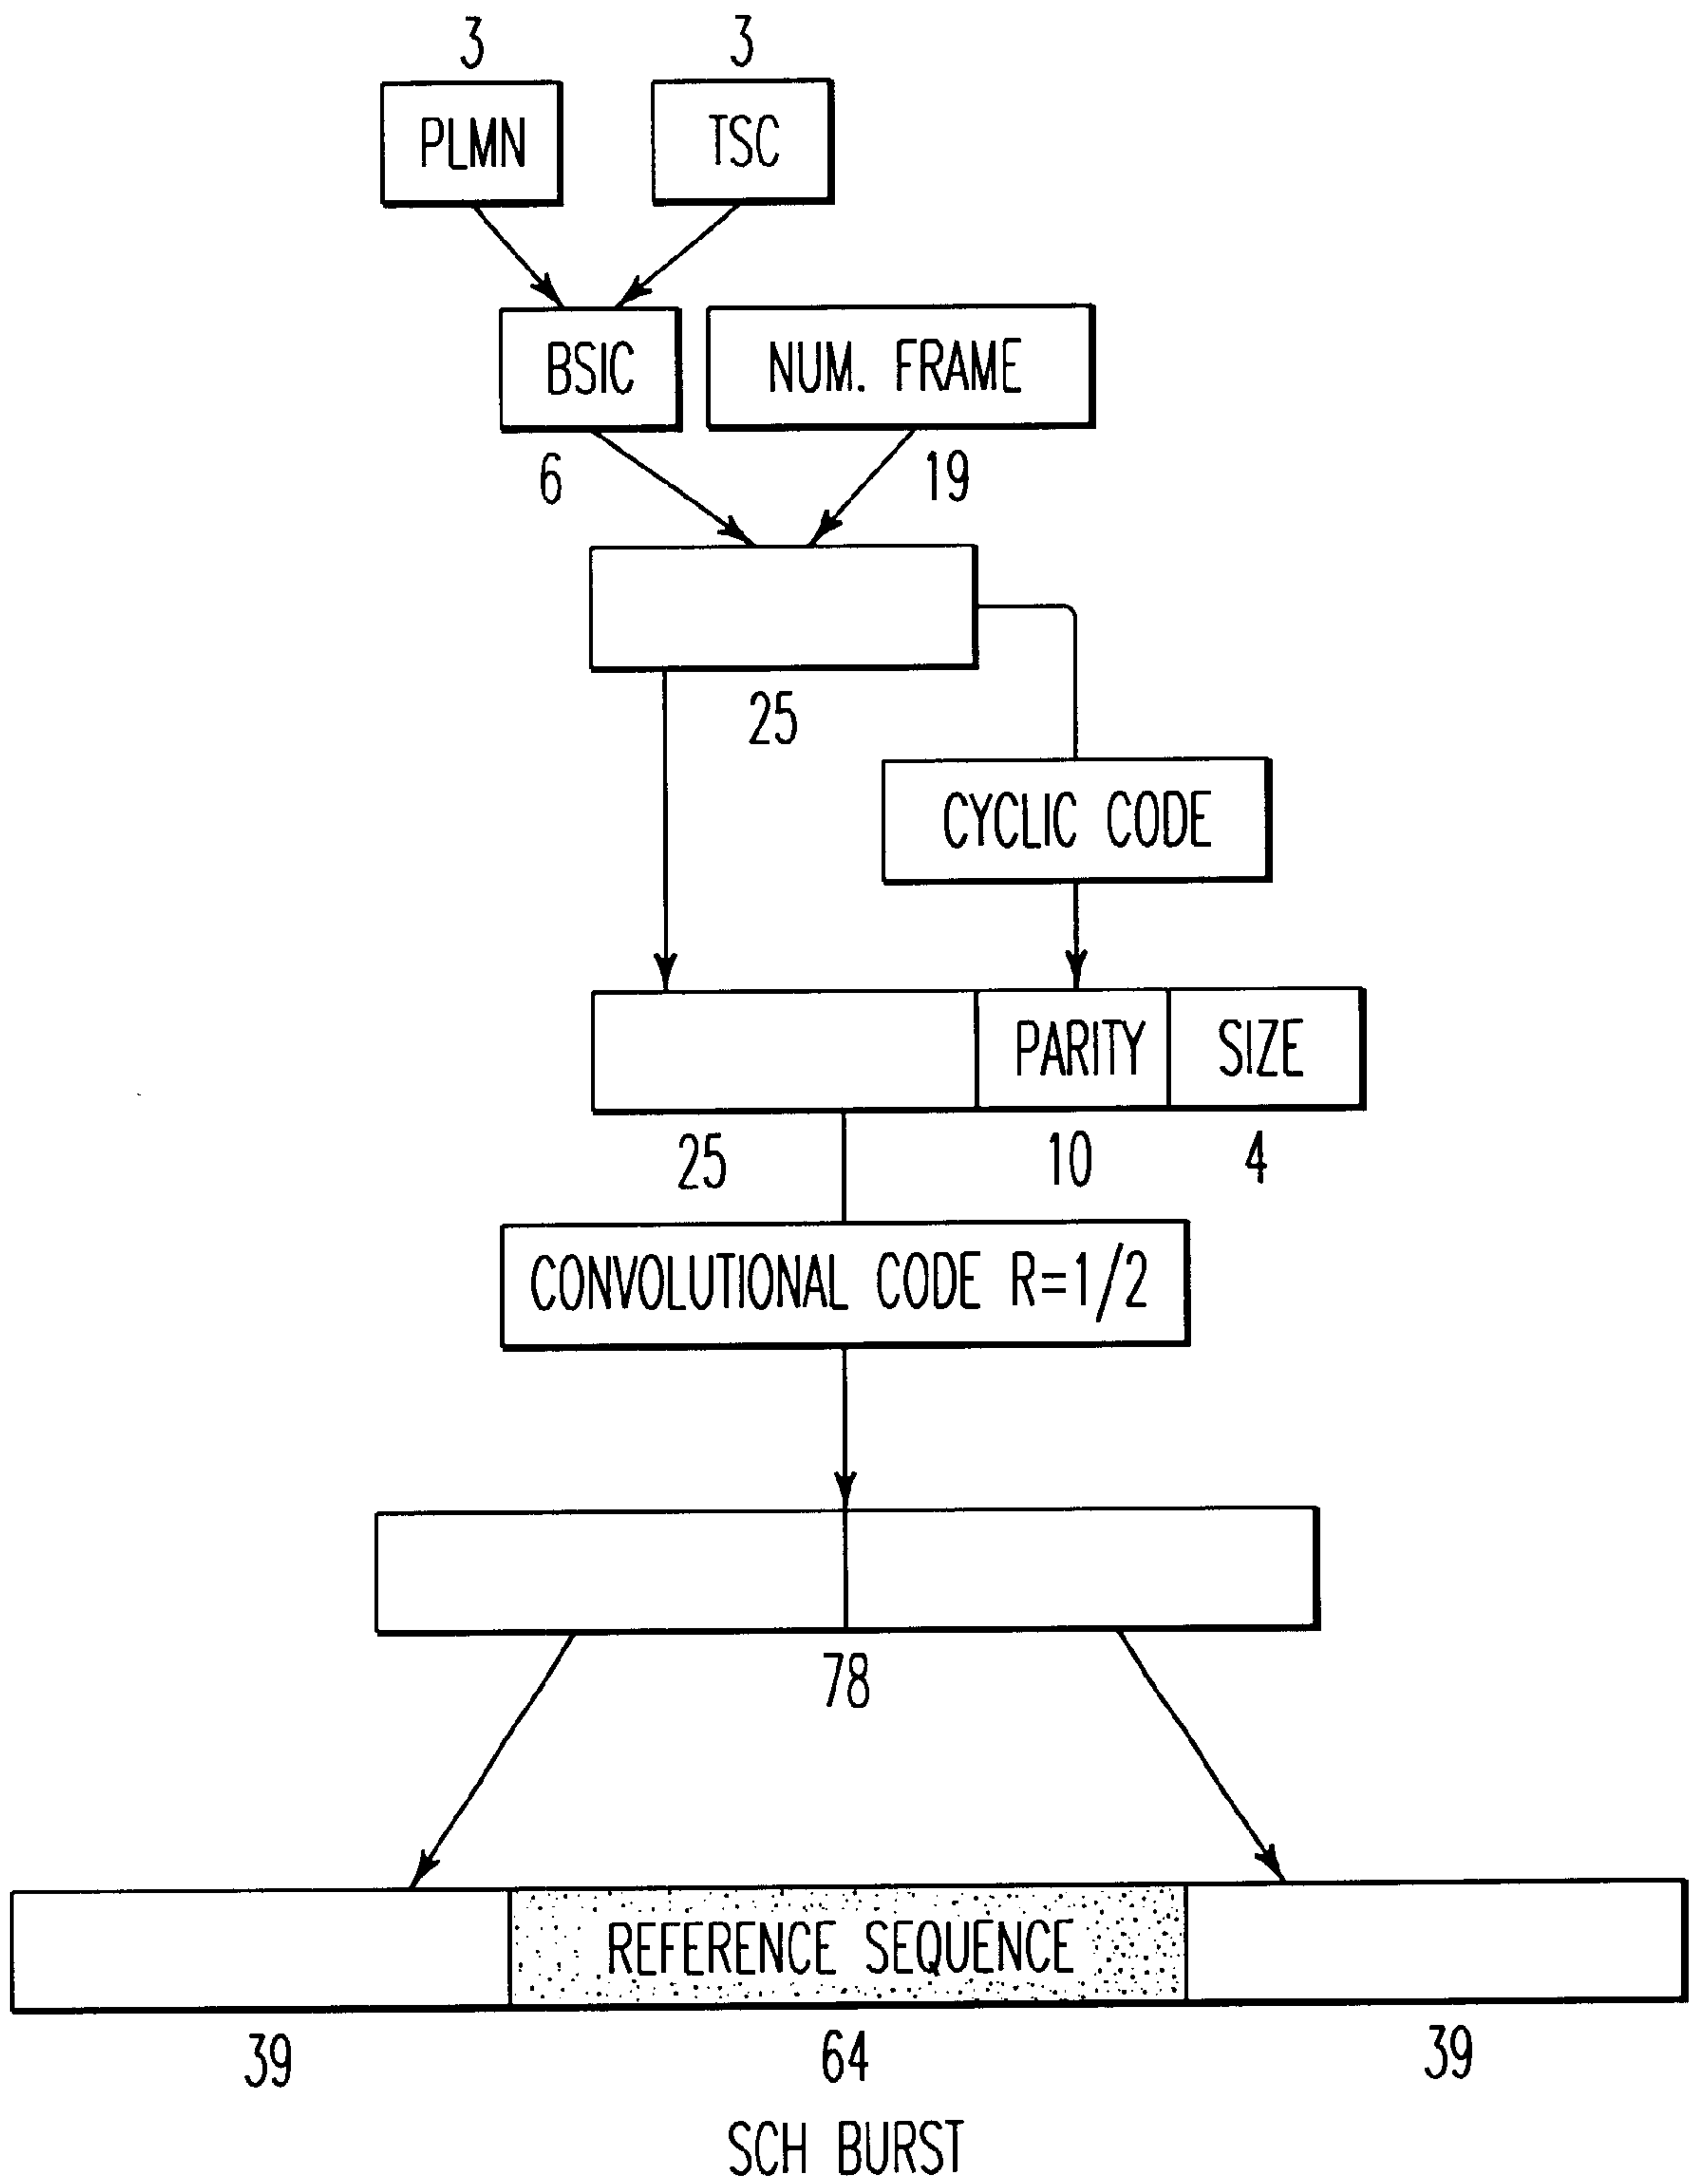 3 3
PLMN TSC
BSIC NUM. FRAME
6 19
25
CYCLIC CODE
PARITY SIZE
25 10 4
CONVOLUTIONAL CODE R=1/2
78
REFERENCE SEQUENCE
39 64 39
SCH BURST